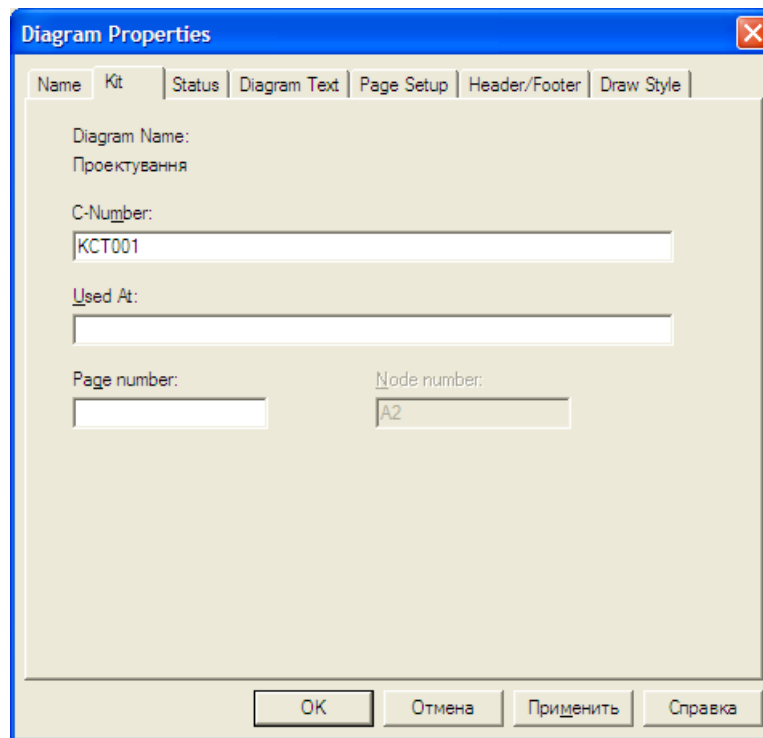 Diagram Properties
Name Kit Status Diagram Text Page Setup Header/Footer Draw Style
Diagram Name:
Проектування
C-Number:
KCT001
Used At:
Page number: Node number:
A2
OK Отмена Применить Справка